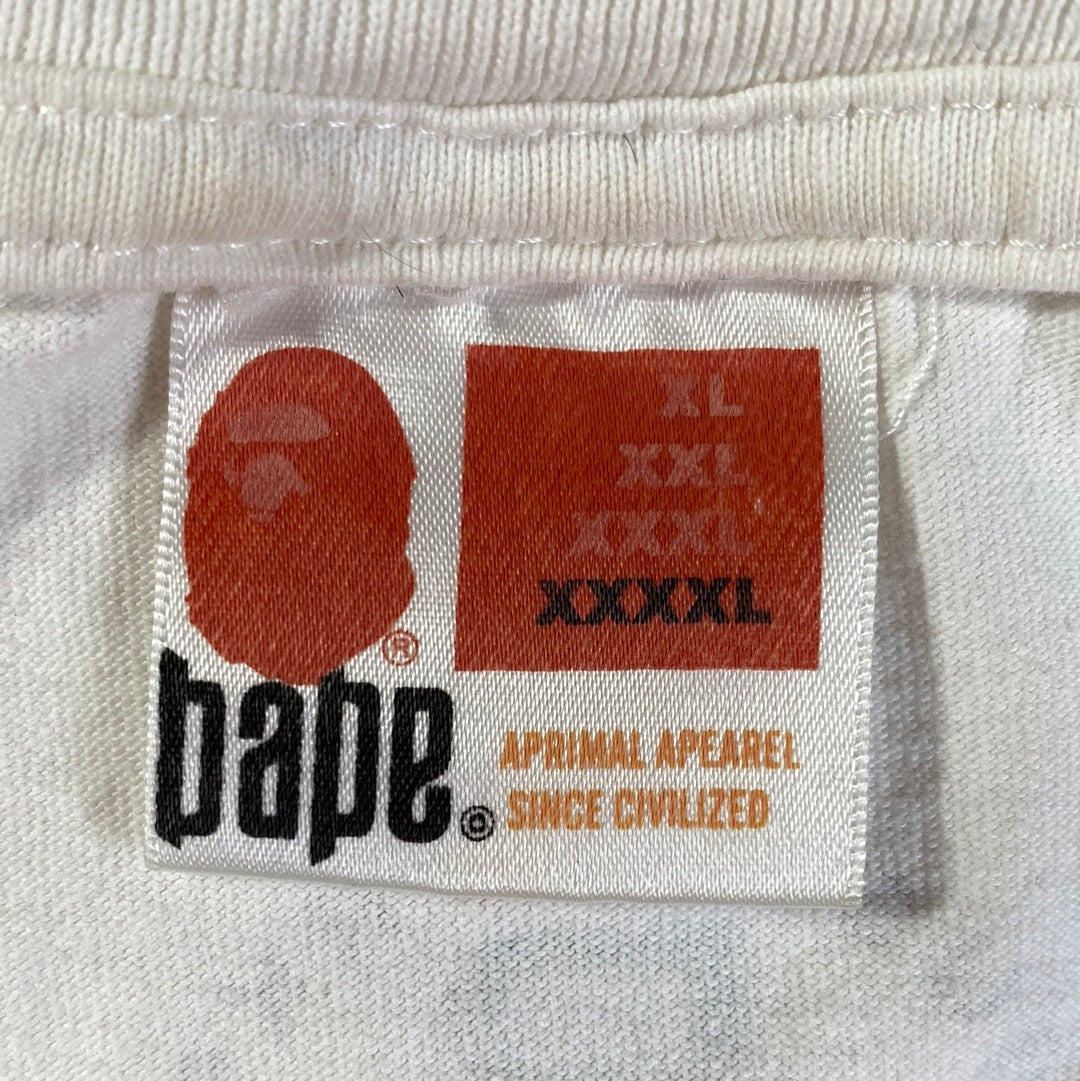 XL
XXL
XXXL
XXXXL
®
bape®
APRIMAL APEAREL
SINCE CIVILIZED